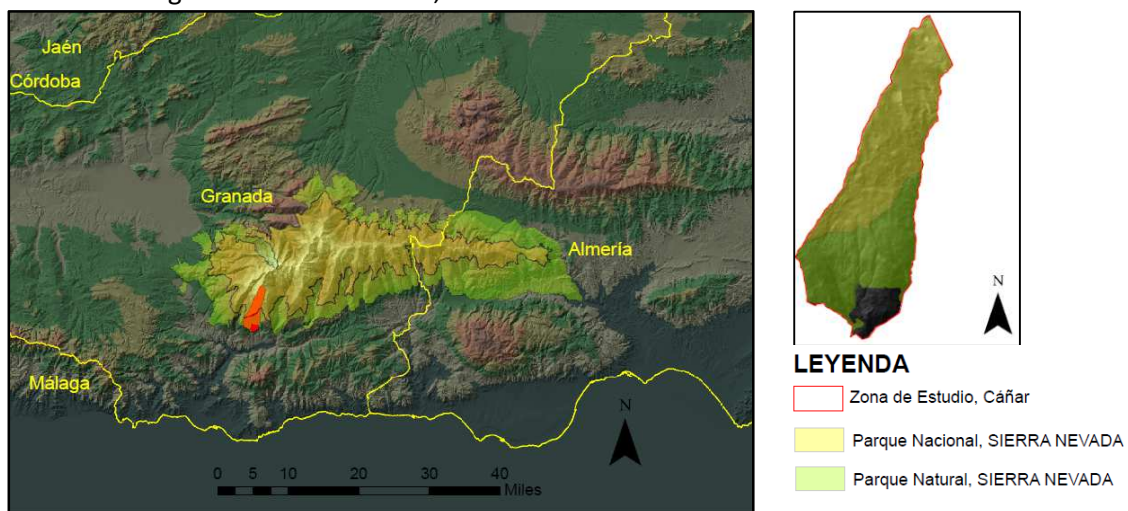 Jaén
Córdoba
Granada
Almería
Málaga
N
0 5 10 20 30 40
Miles
N
LEYENDA
Zona de Estudio, Cáñar
Parque Nacional, SIERRA NEVADA
Parque Natural, SIERRA NEVADA